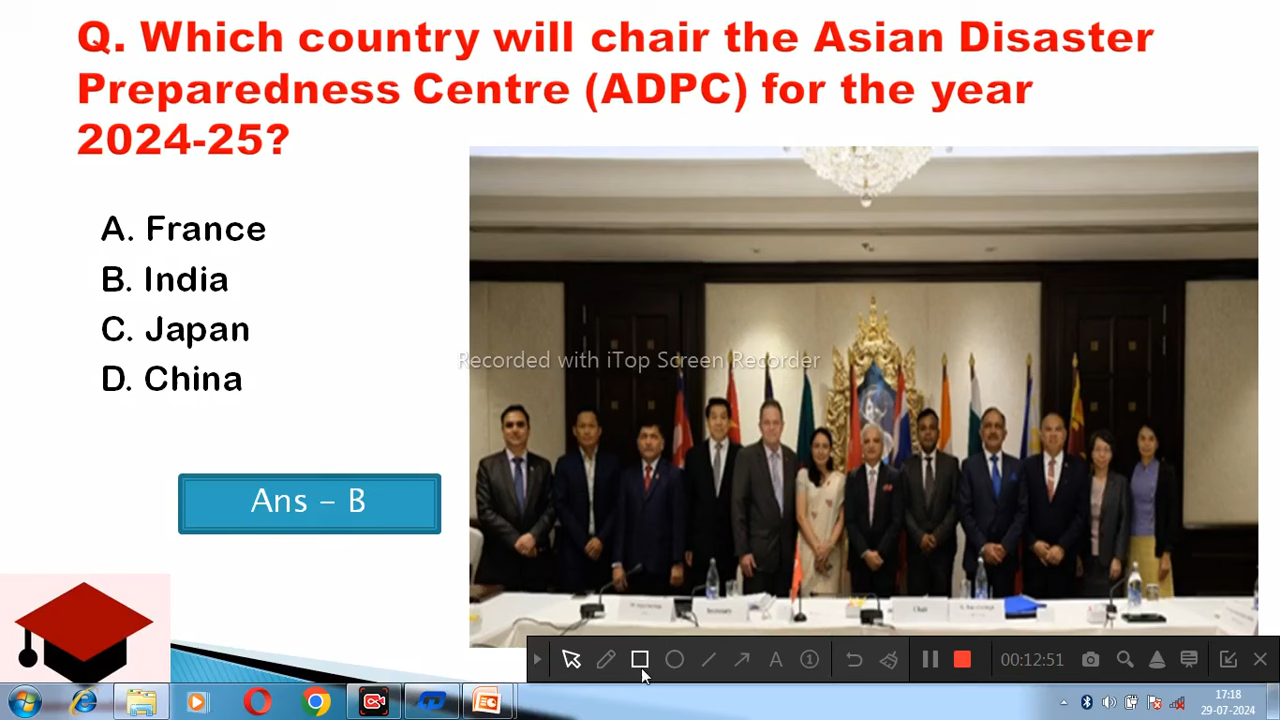 Q. Which country will chair the Asian Disaster
Preparedness Centre (ADPC) for the year
2024-25?
A. France
B. India
C. Japan
D. China
Recorded with iTop Screen Recorder
Ans – B
00:12:51
17:18
29-07-2024